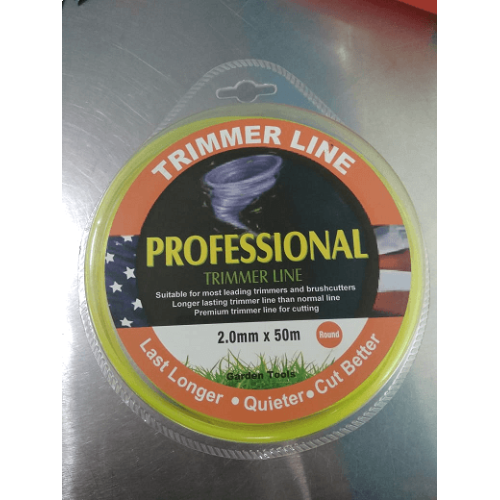 TRIMMER LINE
PROFESSIONAL
TRIMMER LINE
Suitable for most leading trimmers and brushcutters
Longer lasting trimmer line than normal line
Premium trimmer line for cutting
2.0mm x 50m
Round
Garden Tools
Last Longer • Quieter • Cut Better